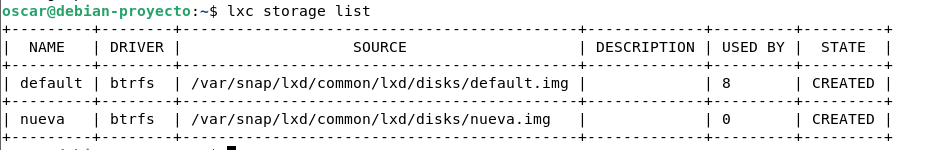 oscar@debian-proyecto:~$ lxc storage list
+---------+--------+--------------------------------------------+-------------+---------+---------+
|  NAME   | DRIVER |                   SOURCE                   | DESCRIPTION | USED BY |  STATE  |
+---------+--------+--------------------------------------------+-------------+---------+---------+
| default | btrfs  | /var/snap/lxd/common/lxd/disks/default.img |             | 8       | CREATED |
+---------+--------+--------------------------------------------+-------------+---------+---------+
| nueva   | btrfs  | /var/snap/lxd/common/lxd/disks/nueva.img   |             | 0       | CREATED |
+---------+--------+--------------------------------------------+-------------+---------+---------+